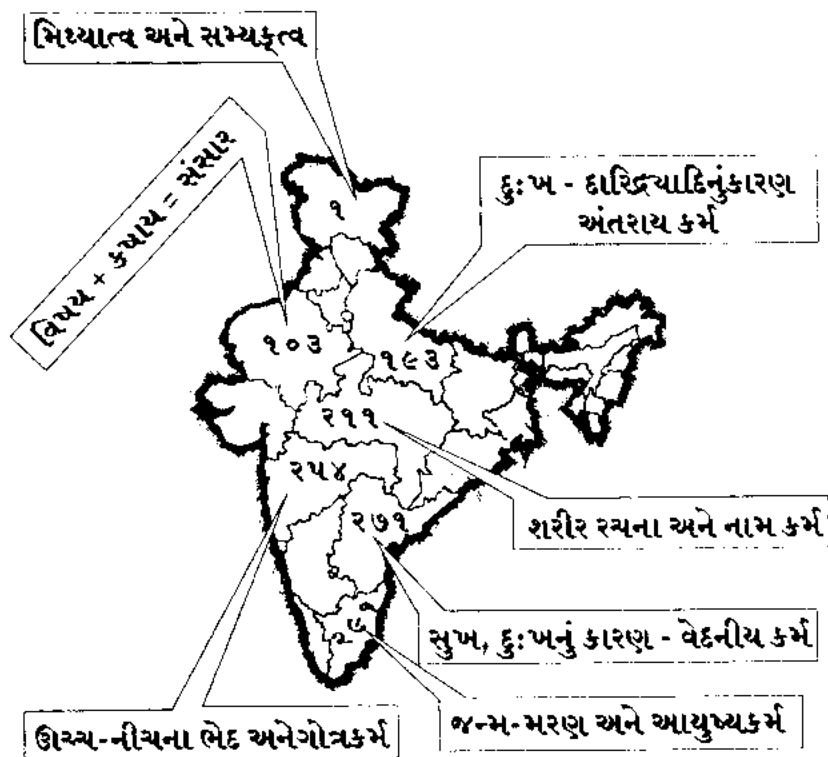 મિથ્યાત્વ અને સમ્યક્ત્વ
વિષય + કષાય = સંસાર
દુઃખ - દારિદ્ર્યાદિનુંકારણ
અંતરાય કર્મ
૧
૧૦૩
૧૯૩
૨૧૧
૨૫૪
૨૭૧
શરીર રચના અને નામ કર્મ
સુખ, દુઃખનું કારણ - વેદનીય કર્મ
જન્મ-મરણ અને આયુષ્યકર્મ
ઊચ્ચ-નીચના ભેદ અનેગોત્રકર્મ